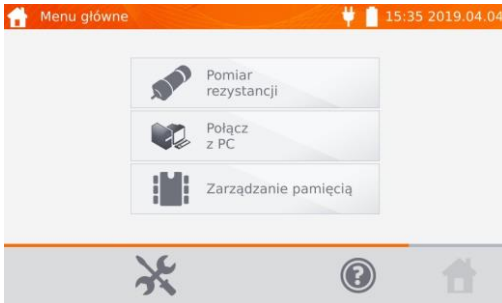 Menu główne
15:35 2019.04.04
Pomiar
rezystancji
Połącz
z PC
Zarządzanie pamięcią
?